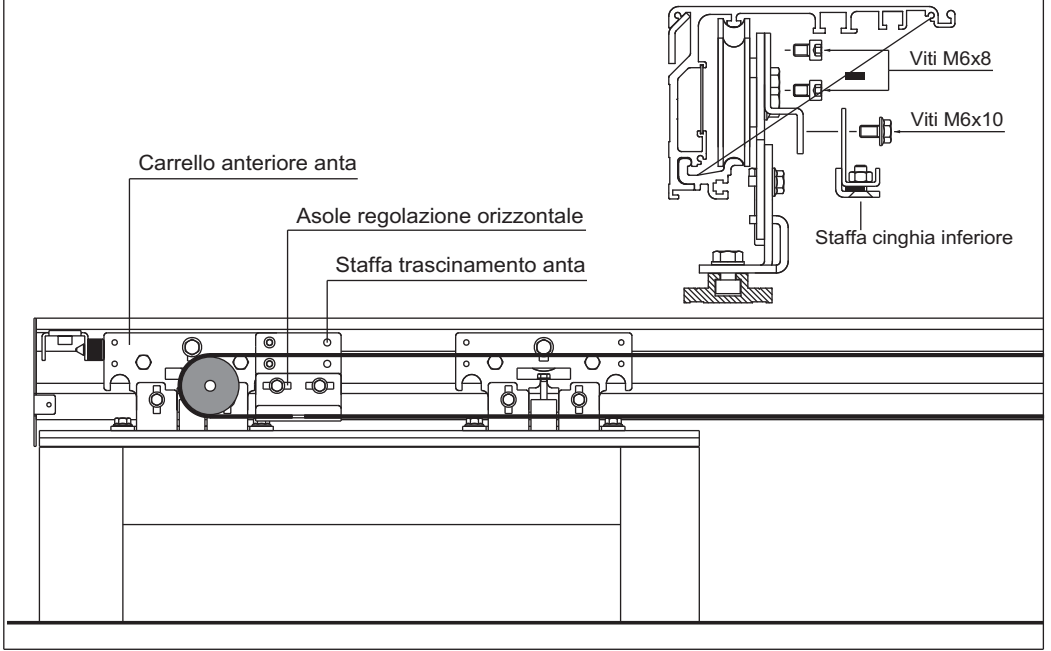 Viti M6x8
Viti M6x10
Carrello anteriore anta
Asole regolazione orizzontale
Staffa cinghia inferiore
Staffa trascinamento anta